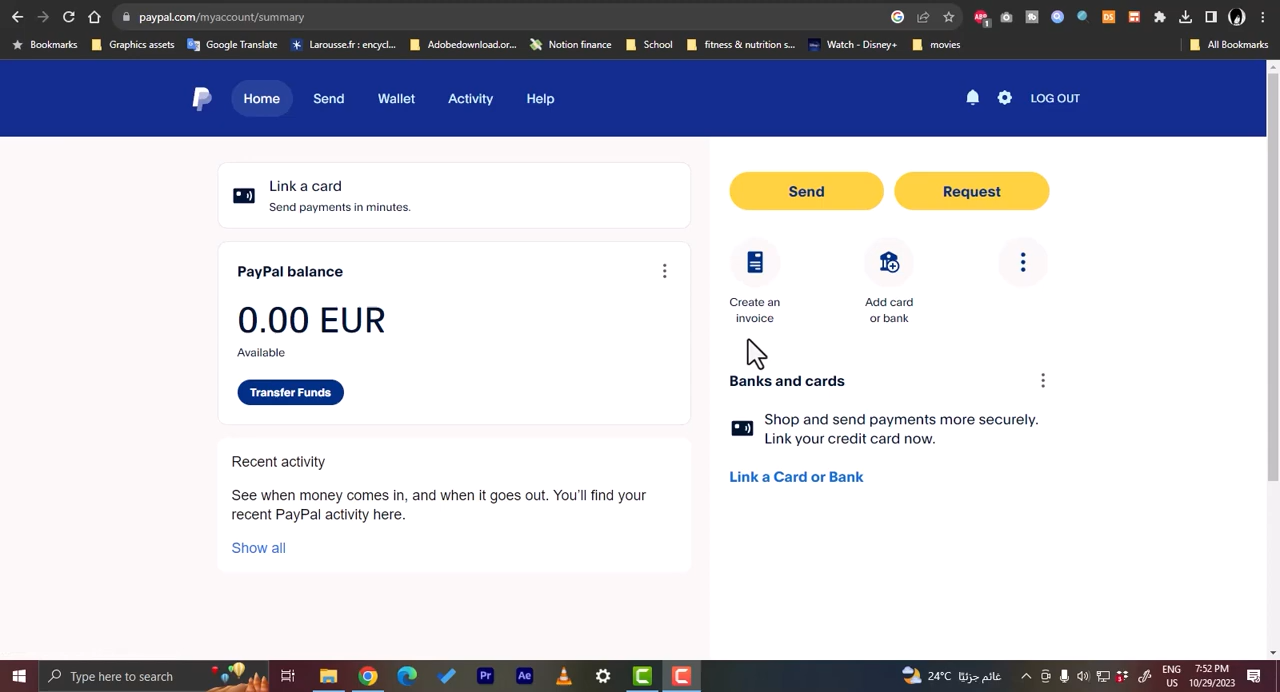 paypal.com/myaccount/summary
1
Bookmarks
Graphics assets
Google Translate
Larousse.fr : encycl...
Adobedownload.or...
Notion finance
School
fitness & nutrition s...
Watch - Disney+
movies
All Bookmarks
Home
Send
Wallet
Activity
Help
LOG OUT
Link a card
Send payments in minutes.
PayPal balance
0.00 EUR
Available
Transfer Funds
Recent activity
See when money comes in, and when it goes out. You'll find your
recent PayPal activity here.
Show all
Send
Request
Create an
invoice
Add card
or bank
Banks and cards
Shop and send payments more securely.
Link your credit card now.
Link a Card or Bank
Type here to search
Pr
Ae
24°C
غائم جزئيًا
ENG
US
7:52 PM
10/29/2023